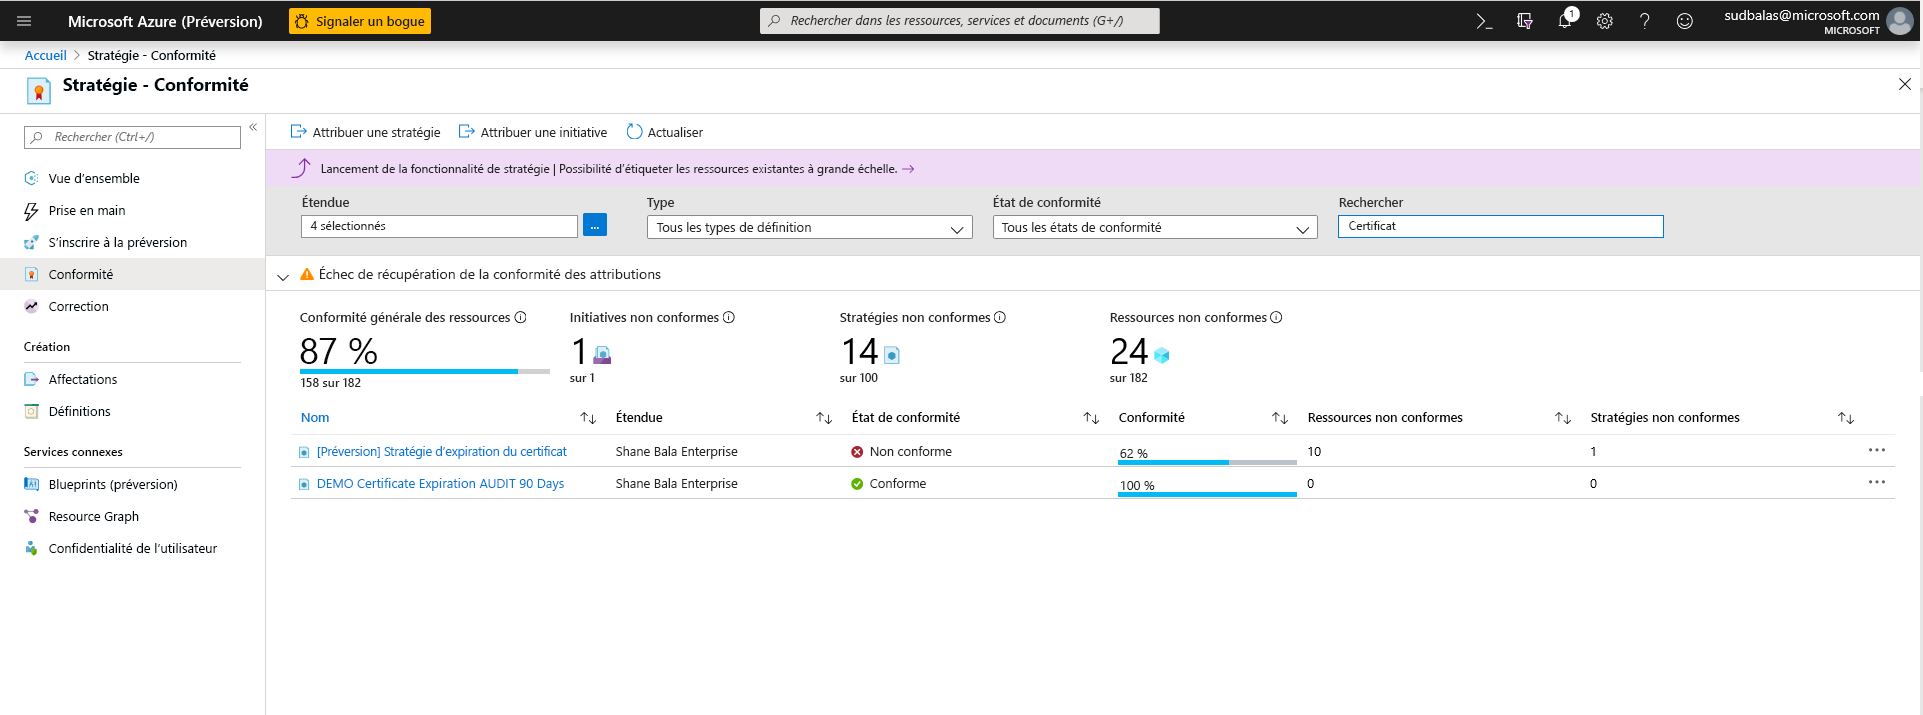 Microsoft Azure (Préversion)
Signaler un bogue
Rechercher dans les ressources, services et documents (G+/)
1
sudbalas@microsoft.com
MICROSOFT
Accueil > Stratégie - Conformité
Stratégie - Conformité
Rechercher (Ctrl+/)
«
Vue d'ensemble
Prise en main
S'inscrire à la préversion
Conformité
Correction
Création
Affectations
Définitions
Services connexes
Blueprints (préversion)
Resource Graph
Confidentialité de l'utilisateur
Attribuer une stratégie
Attribuer une initiative
Actualiser
Lancement de la fonctionnalité de stratégie | Possibilité d'étiqueter les ressources existantes à grande échelle. →
Étendue
4 sélectionnés
...
Type
Tous les types de définition
État de conformité
Tous les états de conformité
Rechercher
Certificat
Échec de récupération de la conformité des attributions
Conformité générale des ressources
87 %
158 sur 182
Initiatives non conformes
1
sur 1
Stratégies non conformes
14
sur 100
Ressources non conformes
24
sur 182
Nom ↑↓ Étendue ↑↓ État de conformité ↑↓ Conformité ↑↓ Ressources non conformes ↑↓ Stratégies non conformes ↑↓
[Préversion] Stratégie d'expiration du certificat Shane Bala Enterprise Non conforme 62 % 10 1 ...
DEMO Certificate Expiration AUDIT 90 Days Shane Bala Enterprise Conforme 100 % 0 0 ...